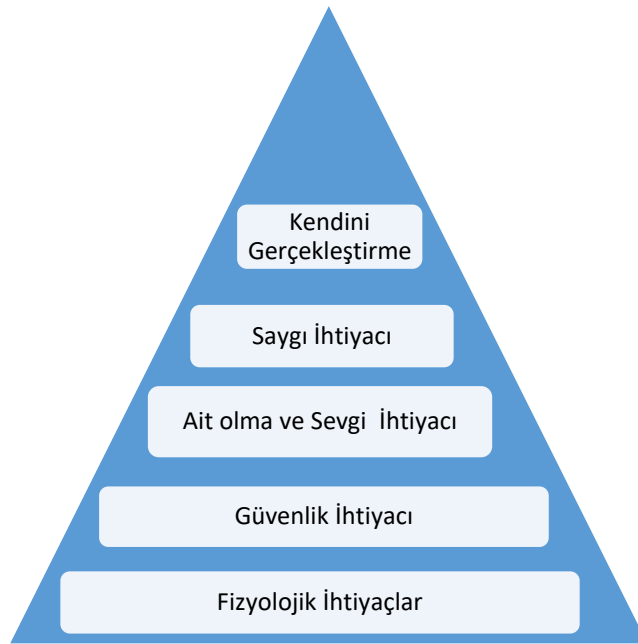 Kendini
Gerçekleştirme
Saygı İhtiyacı
Ait olma ve Sevgi İhtiyacı
Güvenlik İhtiyacı
Fizyolojik İhtiyaçlar